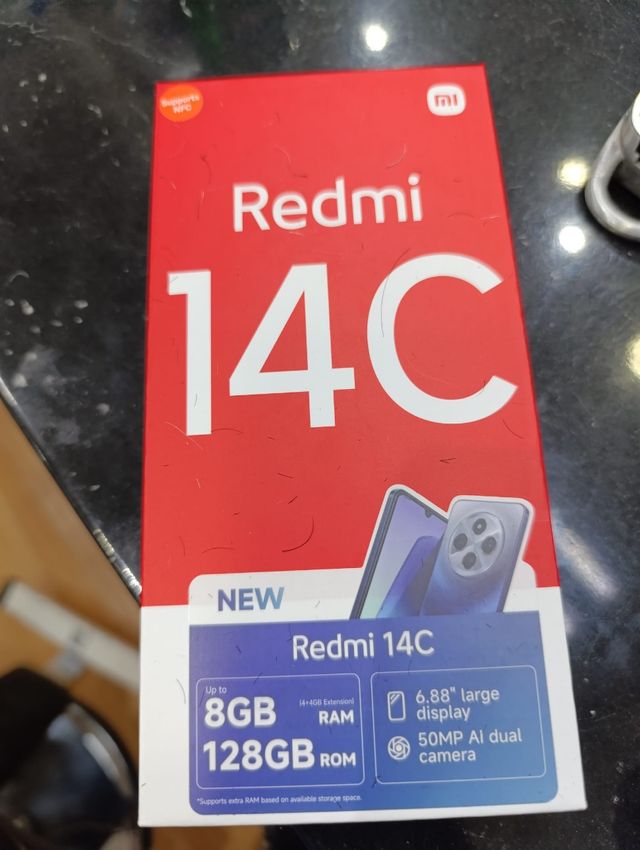 Supports
NFC
mi
Redmi
14C
NEW
Redmi 14C
Up to
8GB (4+4GB Extension) RAM
128GB ROM
6.88" large
display
50MP AI dual
camera
*Supports extra RAM based on available storage space.